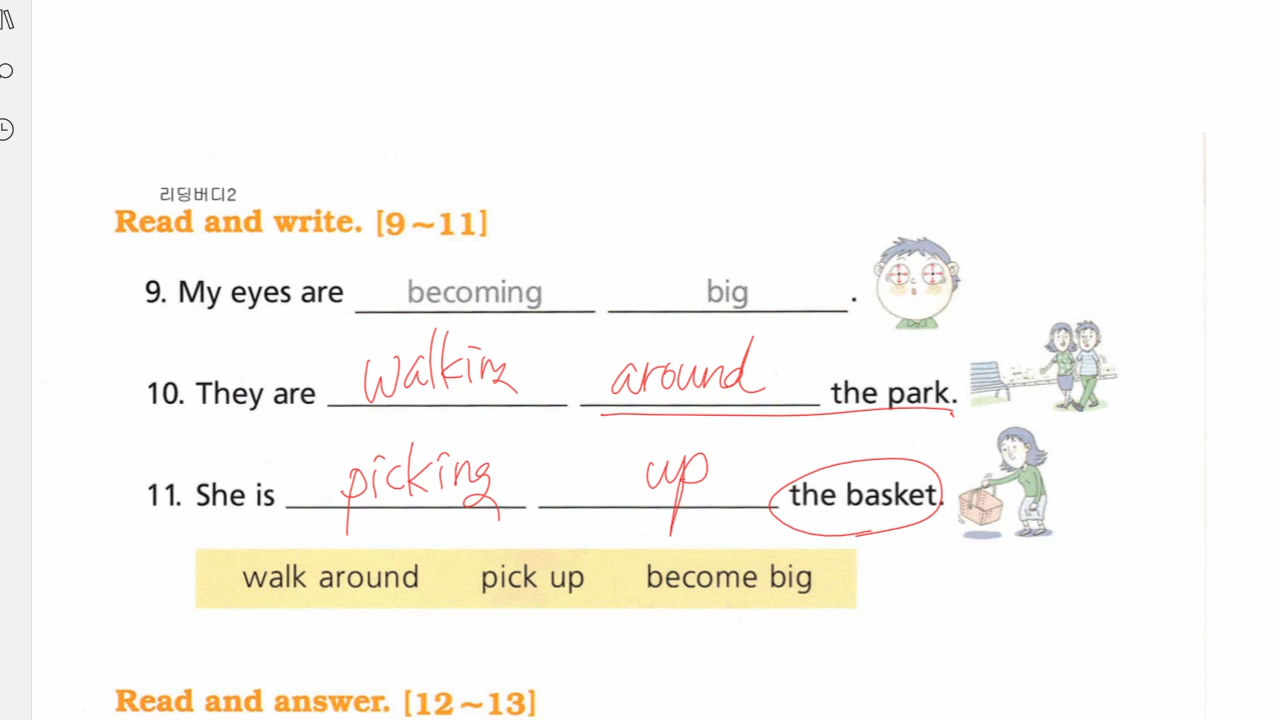 리딩버디2
Read and write. [9~11]
9. My eyes are becoming big .
10. They are walking around the park.
11. She is picking up the basket.
walk around pick up become big
Read and answer. [12~13]